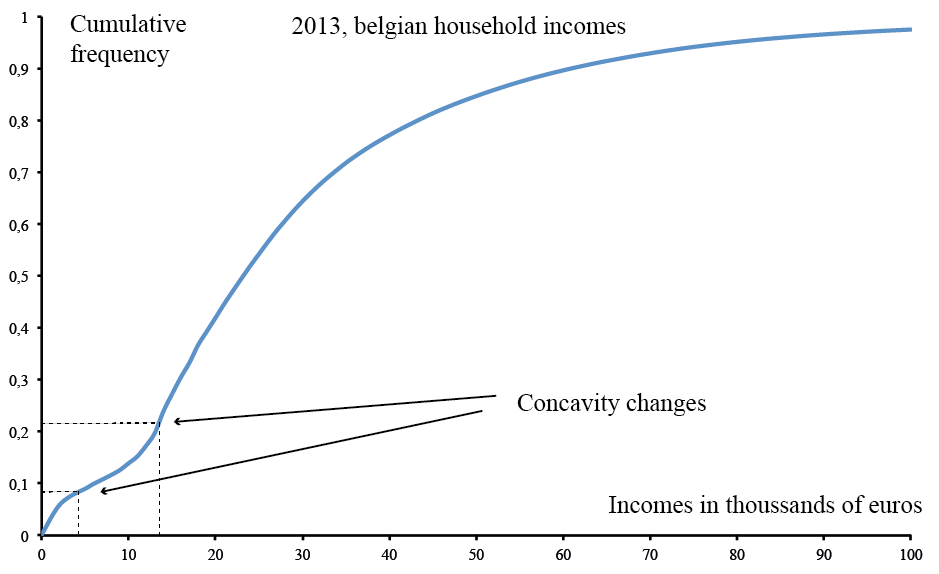 Cumulative
frequency
2013, belgian household incomes
1
0,9
0,8
0,7
0,6
0,5
0,4
0,3
0,2
0,1
0
Concavity changes
Incomes in thoussands of euros
0 10 20 30 40 50 60 70 80 90 100